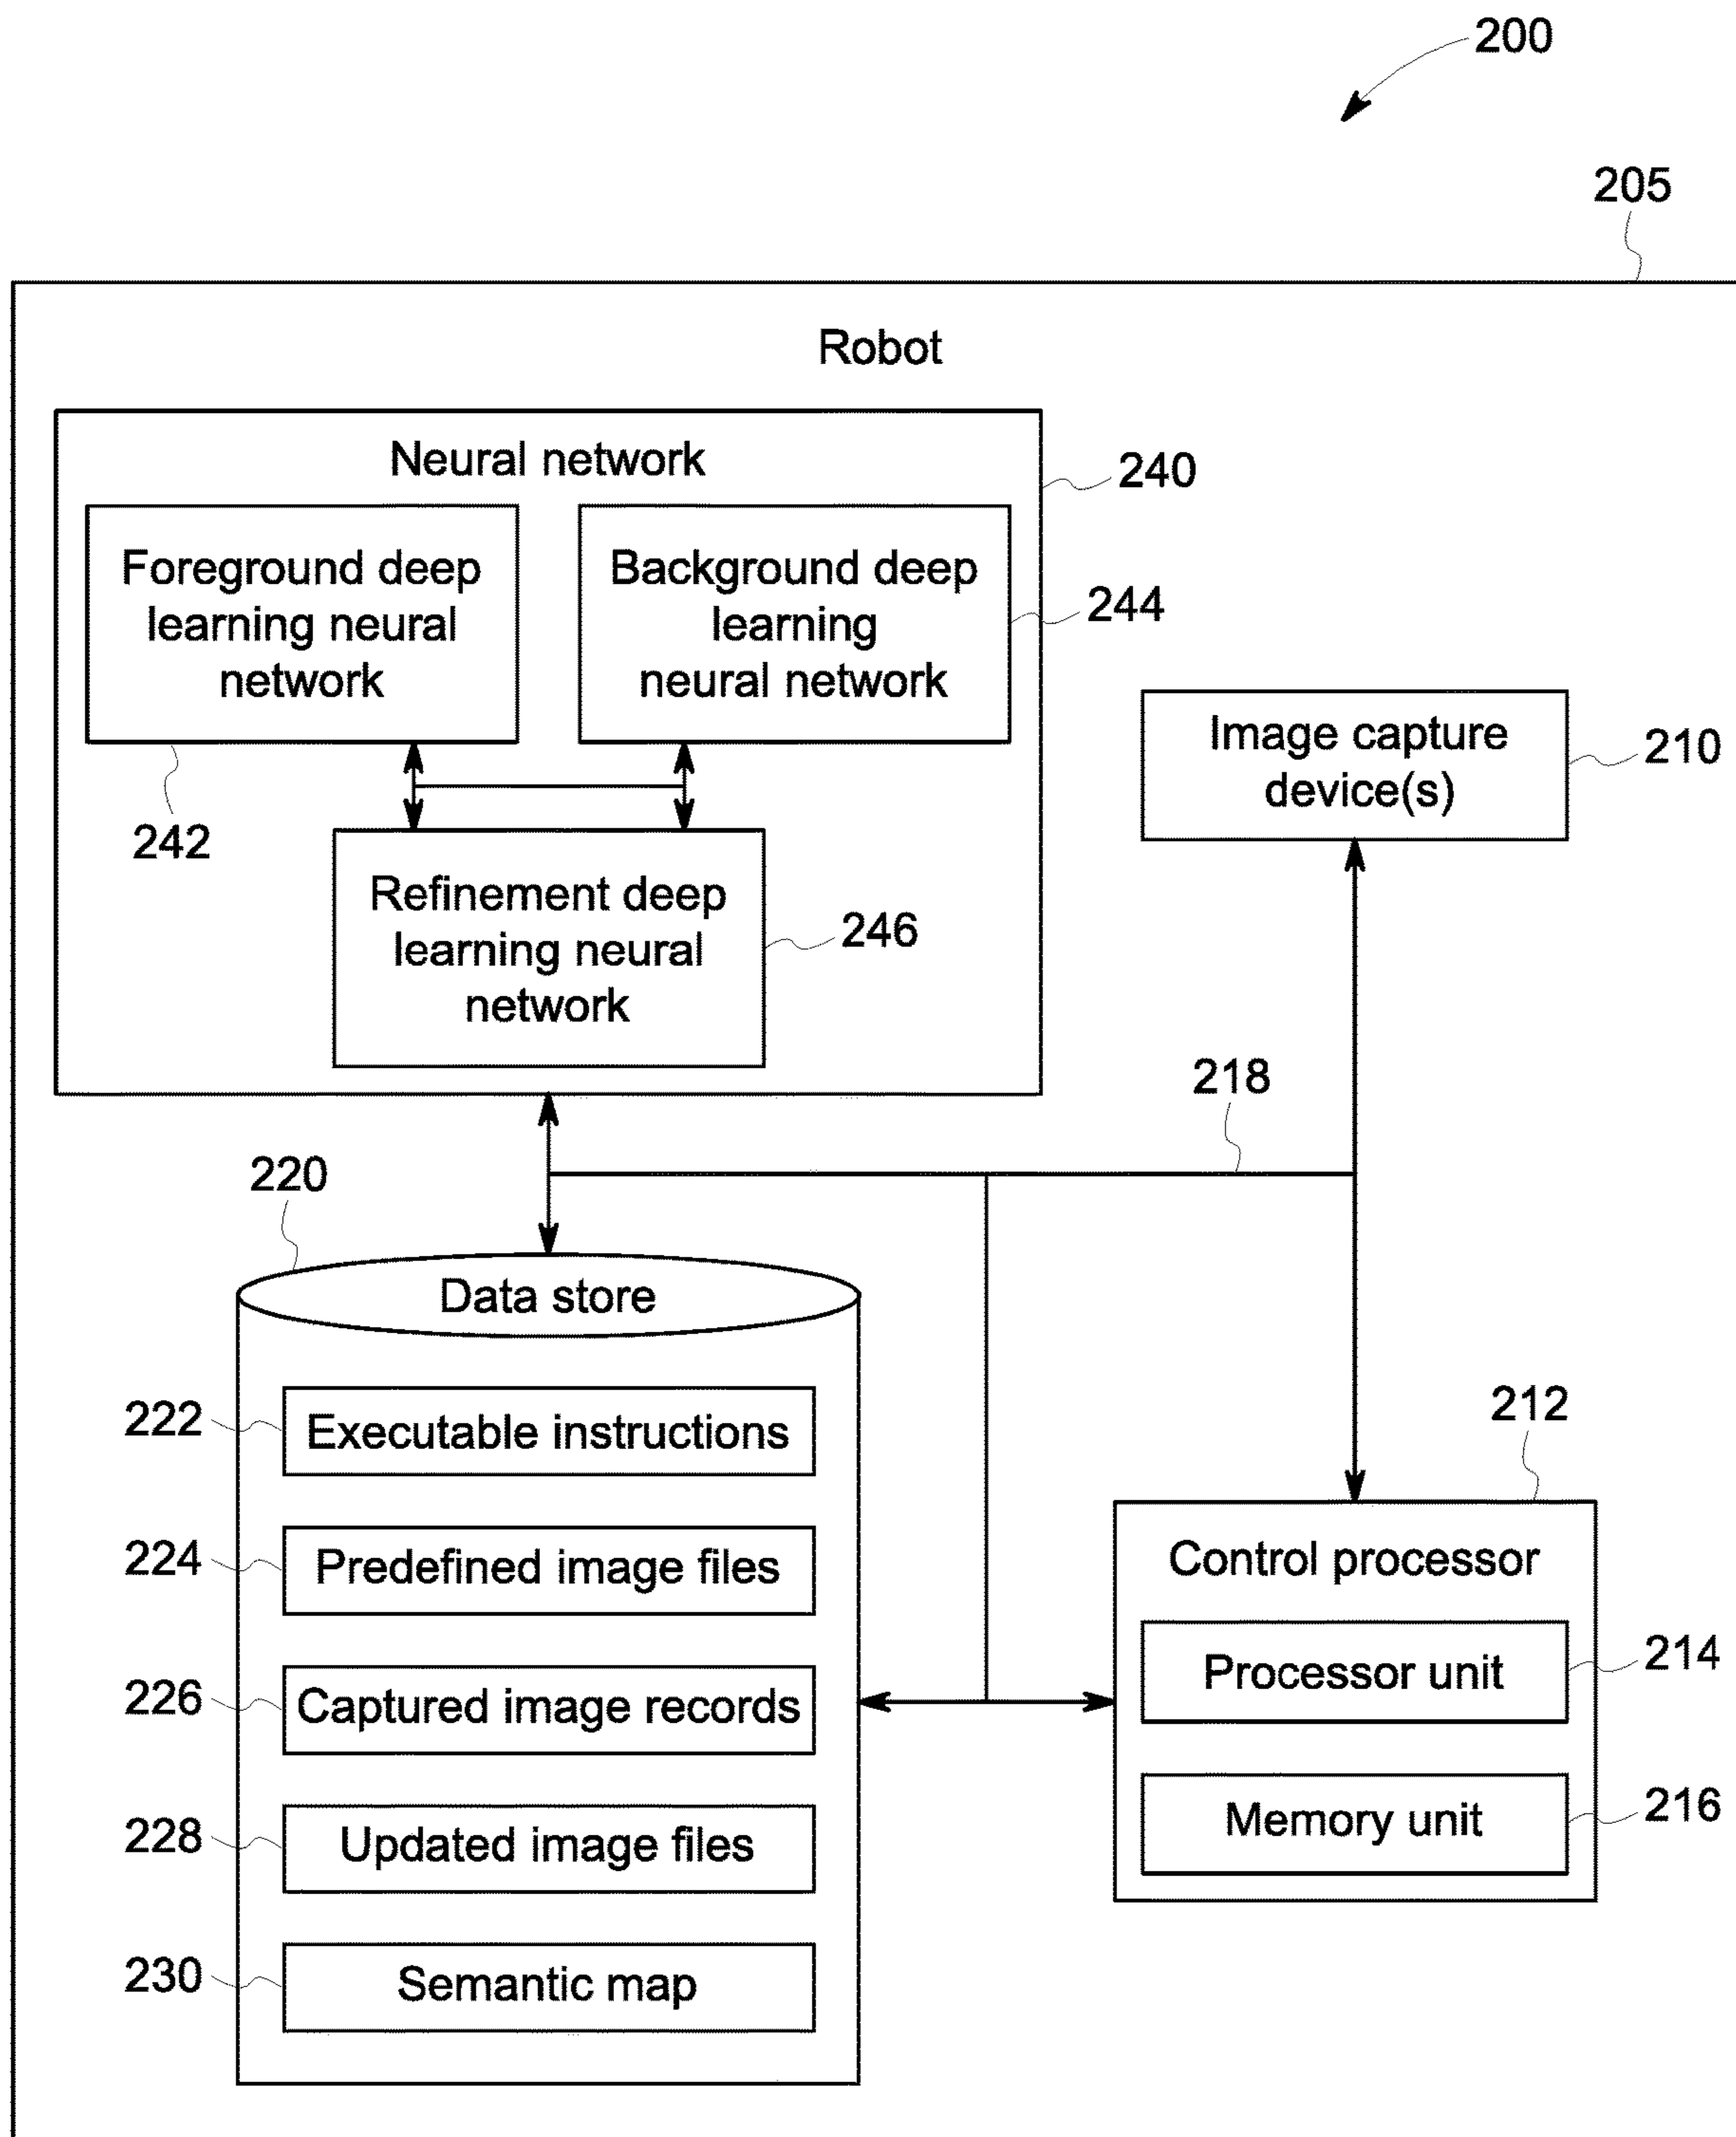 200
205
Robot
Neural network
240
Foreground deep
learning neural
network
242
Background deep
learning
neural network
244
Refinement deep
learning neural
network
246
Image capture
device(s)
210
218
220
Data store
222
Executable instructions
224
Predefined image files
226
Captured image records
228
Updated image files
230
Semantic map
212
Control processor
Processor unit
214
Memory unit
216